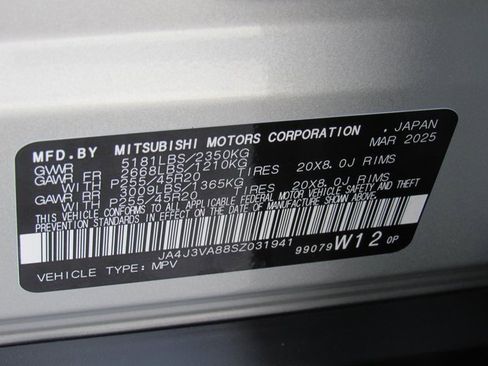 MFD.BY MITSUBISHI MOTORS CORPORATION . JAPAN
GVWR 5181LBS/2350KG MAR 2025
GAWR FR 2668LBS/1210KG
WITH P255/45R20 TIRES 20X8.0J RIMS
GAWR RR 3009LBS/1365KG
WITH P255/45R20 TIRES 20X8.0J RIMS
THIS VEHICLE CONFORMS TO ALL APPLICABLE FEDERAL MOTOR VEHICLE SAFETY AND THEFT PREVENTION STANDARDS IN EFFECT ON THE DATE OF MANUFACTURE SHOWN ABOVE.
JA4J3VA88SZ031941
99079 W12 0P
VEHICLE TYPE: MPV